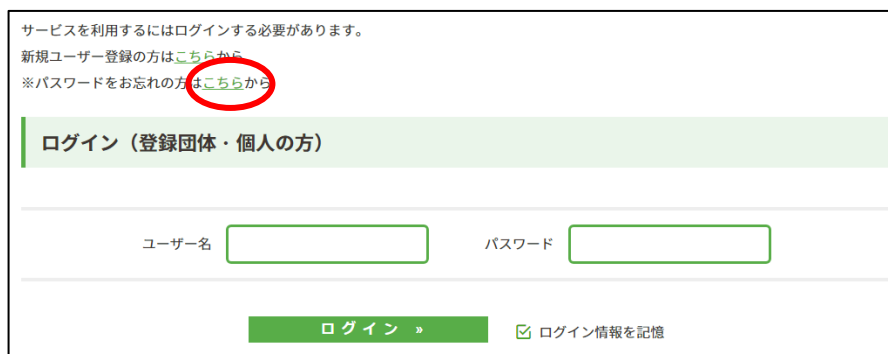 サービスを利用するにはログインする必要があります。
新規ユーザー登録の方はこちらから
※パスワードをお忘れの方はこちらから
ログイン（登録団体・個人の方）
ユーザー名 パスワード
ログイン » ログイン情報を記憶